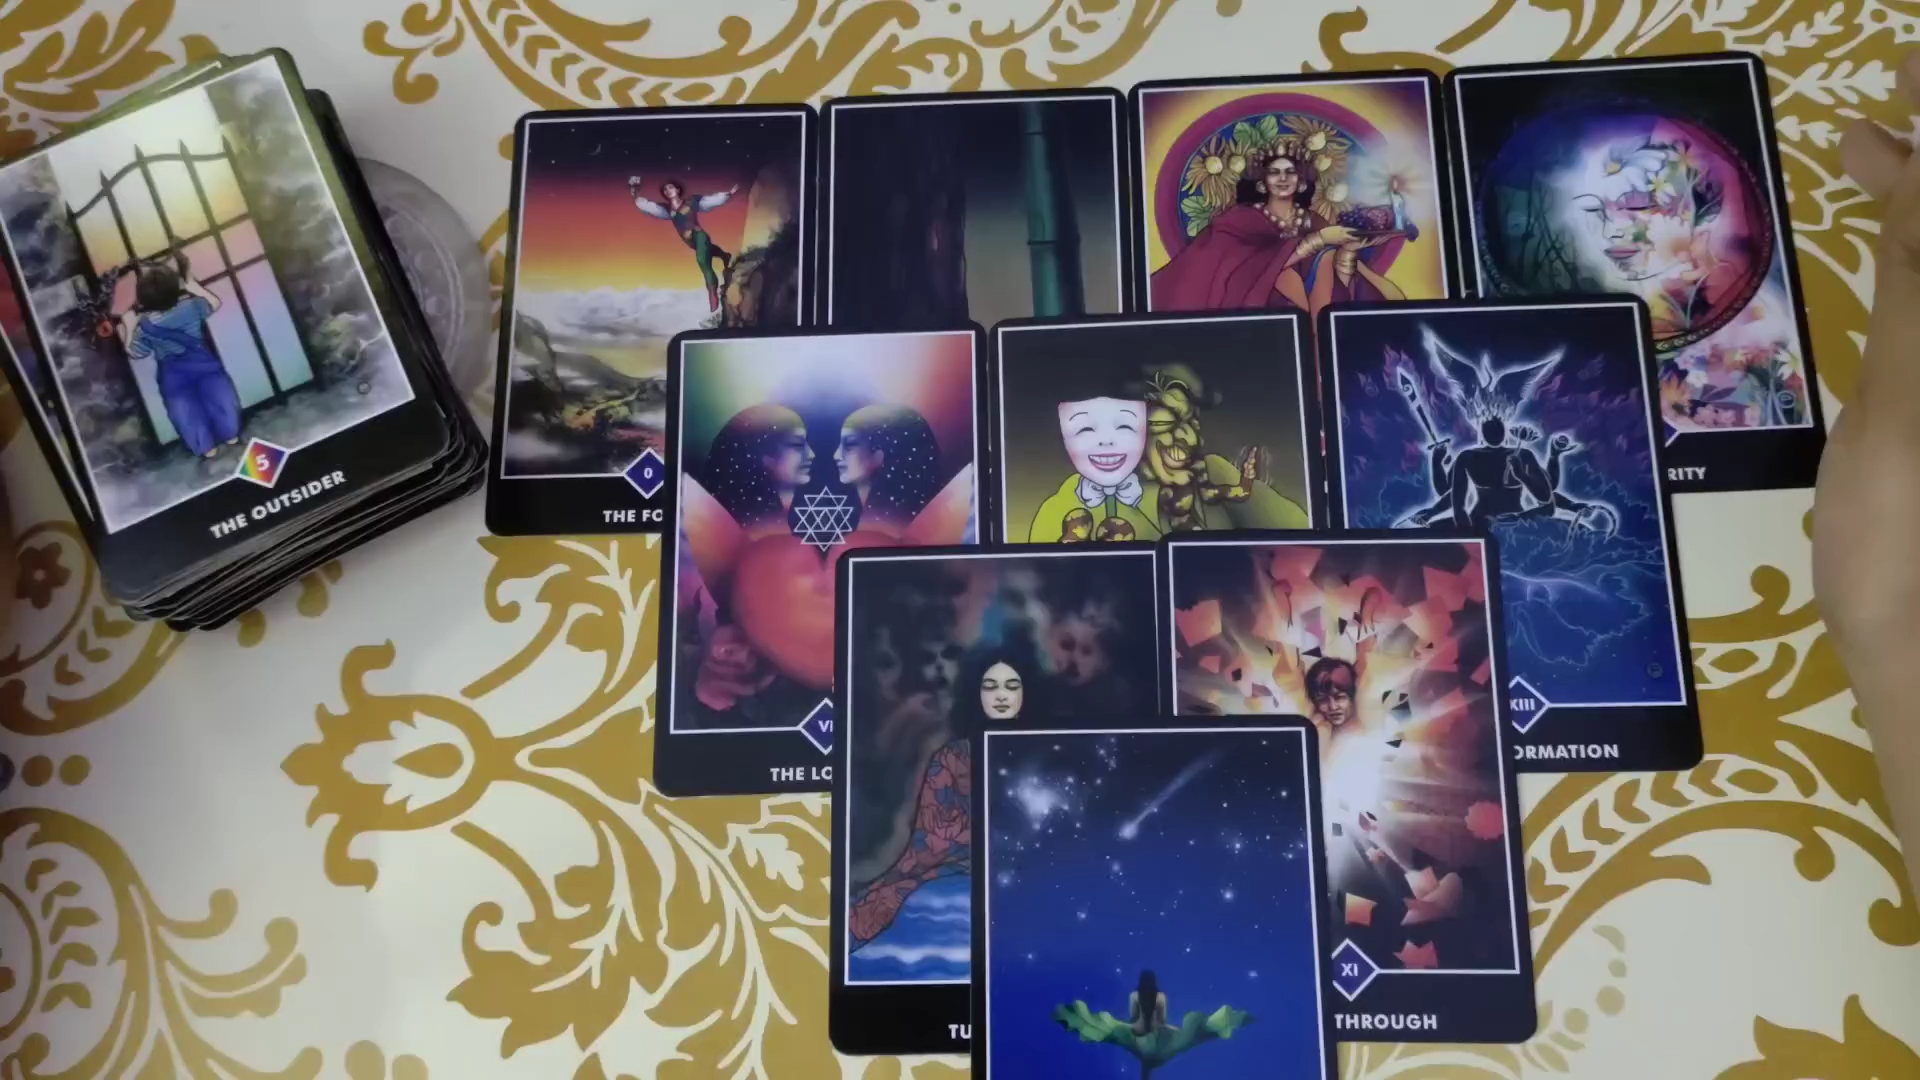 5
THE OUTSIDER
0
THE FO
RITY
VI
THE LO
XIII
ORMATION
TU
XI
THROUGH